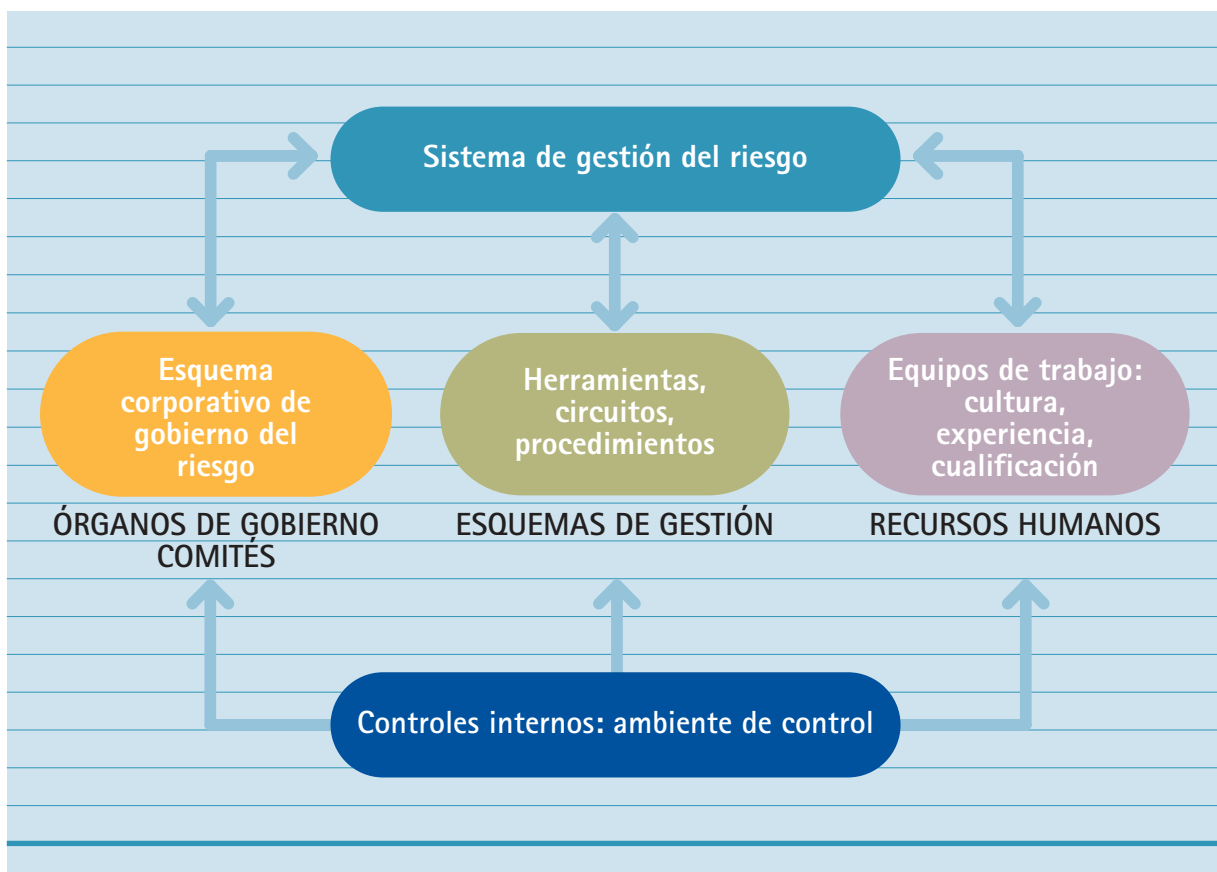 Sistema de gestión del riesgo
Esquema
corporativo de
gobierno del
riesgo
Herramientas,
circuitos,
procedimientos
Equipos de trabajo:
cultura,
experiencia,
cualificación
ÓRGANOS DE GOBIERNO
COMITÉS
ESQUEMAS DE GESTIÓN
RECURSOS HUMANOS
Controles internos: ambiente de control